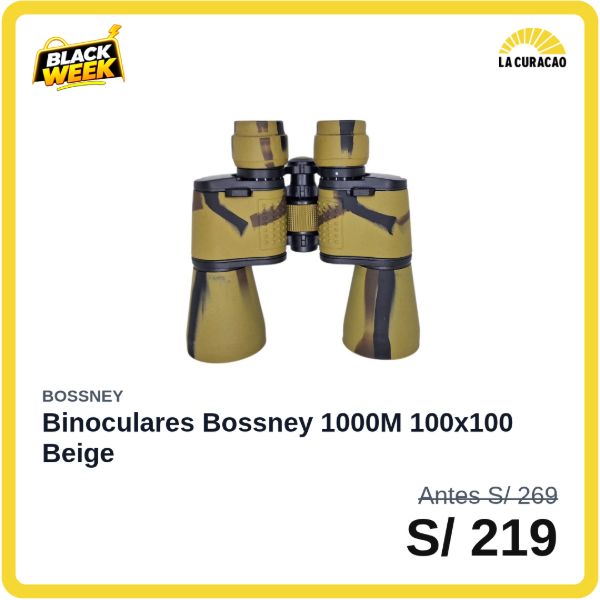 BLACK
WEEK
LA CURACAO
BOSSNEY
Binoculares Bossney 1000M 100x100
Beige
Antes S/ 269
S/ 219